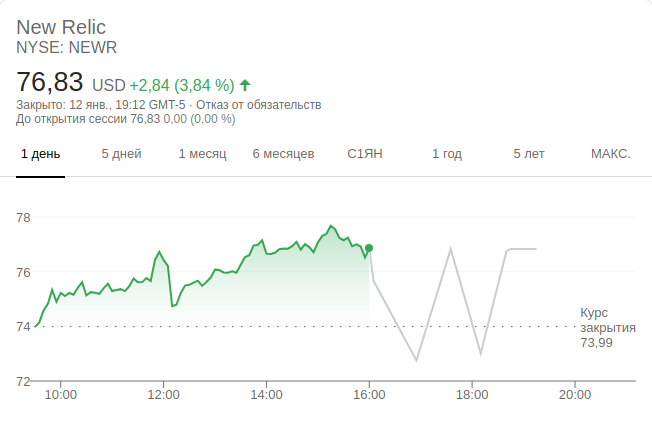 New Relic
NYSE: NEWR
76,83 USD +2,84 (3,84 %)
Закрыто: 12 янв., 19:12 GMT-5 · Отказ от обязательств
До открытия сессии 76,83 0,00 (0,00 %)
1 день 5 дней 1 месяц 6 месяцев С1ЯН 1 год 5 лет МАКС.
78
76
74
72
Курс
закрытия
73,99
10:00 12:00 14:00 16:00 18:00 20:00